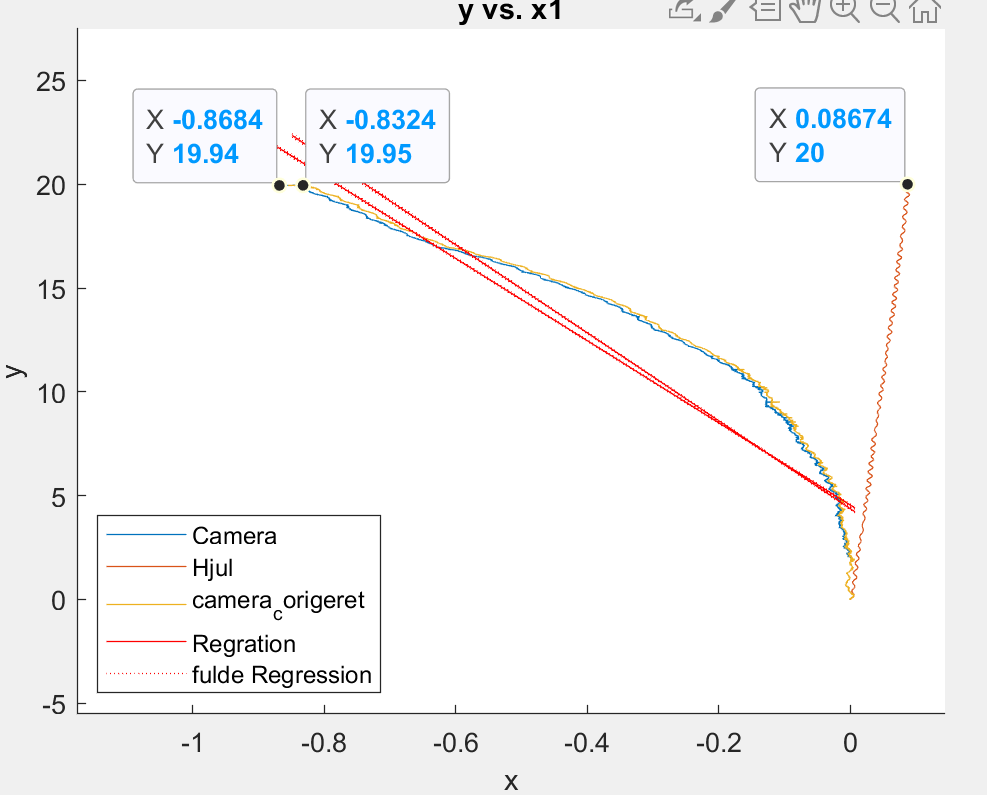 y vs. x1
X -0.8684
Y 19.94
X -0.8324
Y 19.95
X 0.08674
Y 20
25
20
15
10
5
0
-5
y
Camera
Hjul
camera_corigeret
Regration
fulde Regression
-1
-0.8
-0.6
-0.4
-0.2
0
x